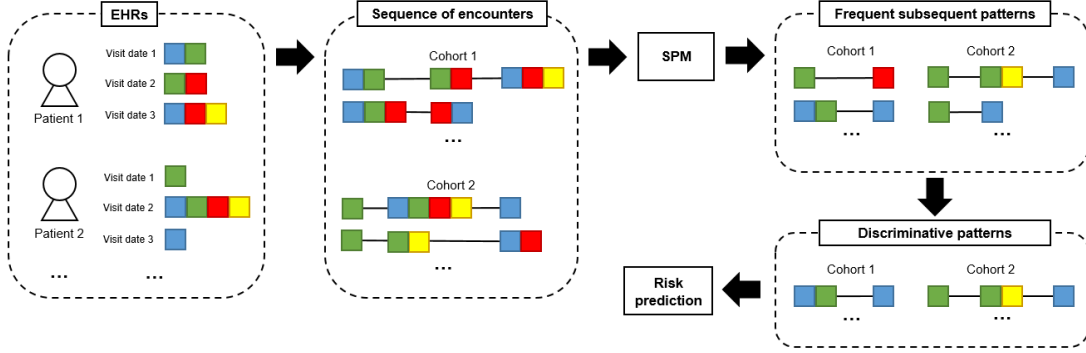 EHRs
Visit date 1
Visit date 2
Visit date 3
Patient 1
Visit date 1
Visit date 2
Visit date 3
Patient 2
... ...
Sequence of encounters
Cohort 1
...
Cohort 2
...
SPM
Frequent subsequent patterns
Cohort 1 Cohort 2
... ...
Discriminative patterns
Cohort 1 Cohort 2
... ...
Risk
prediction